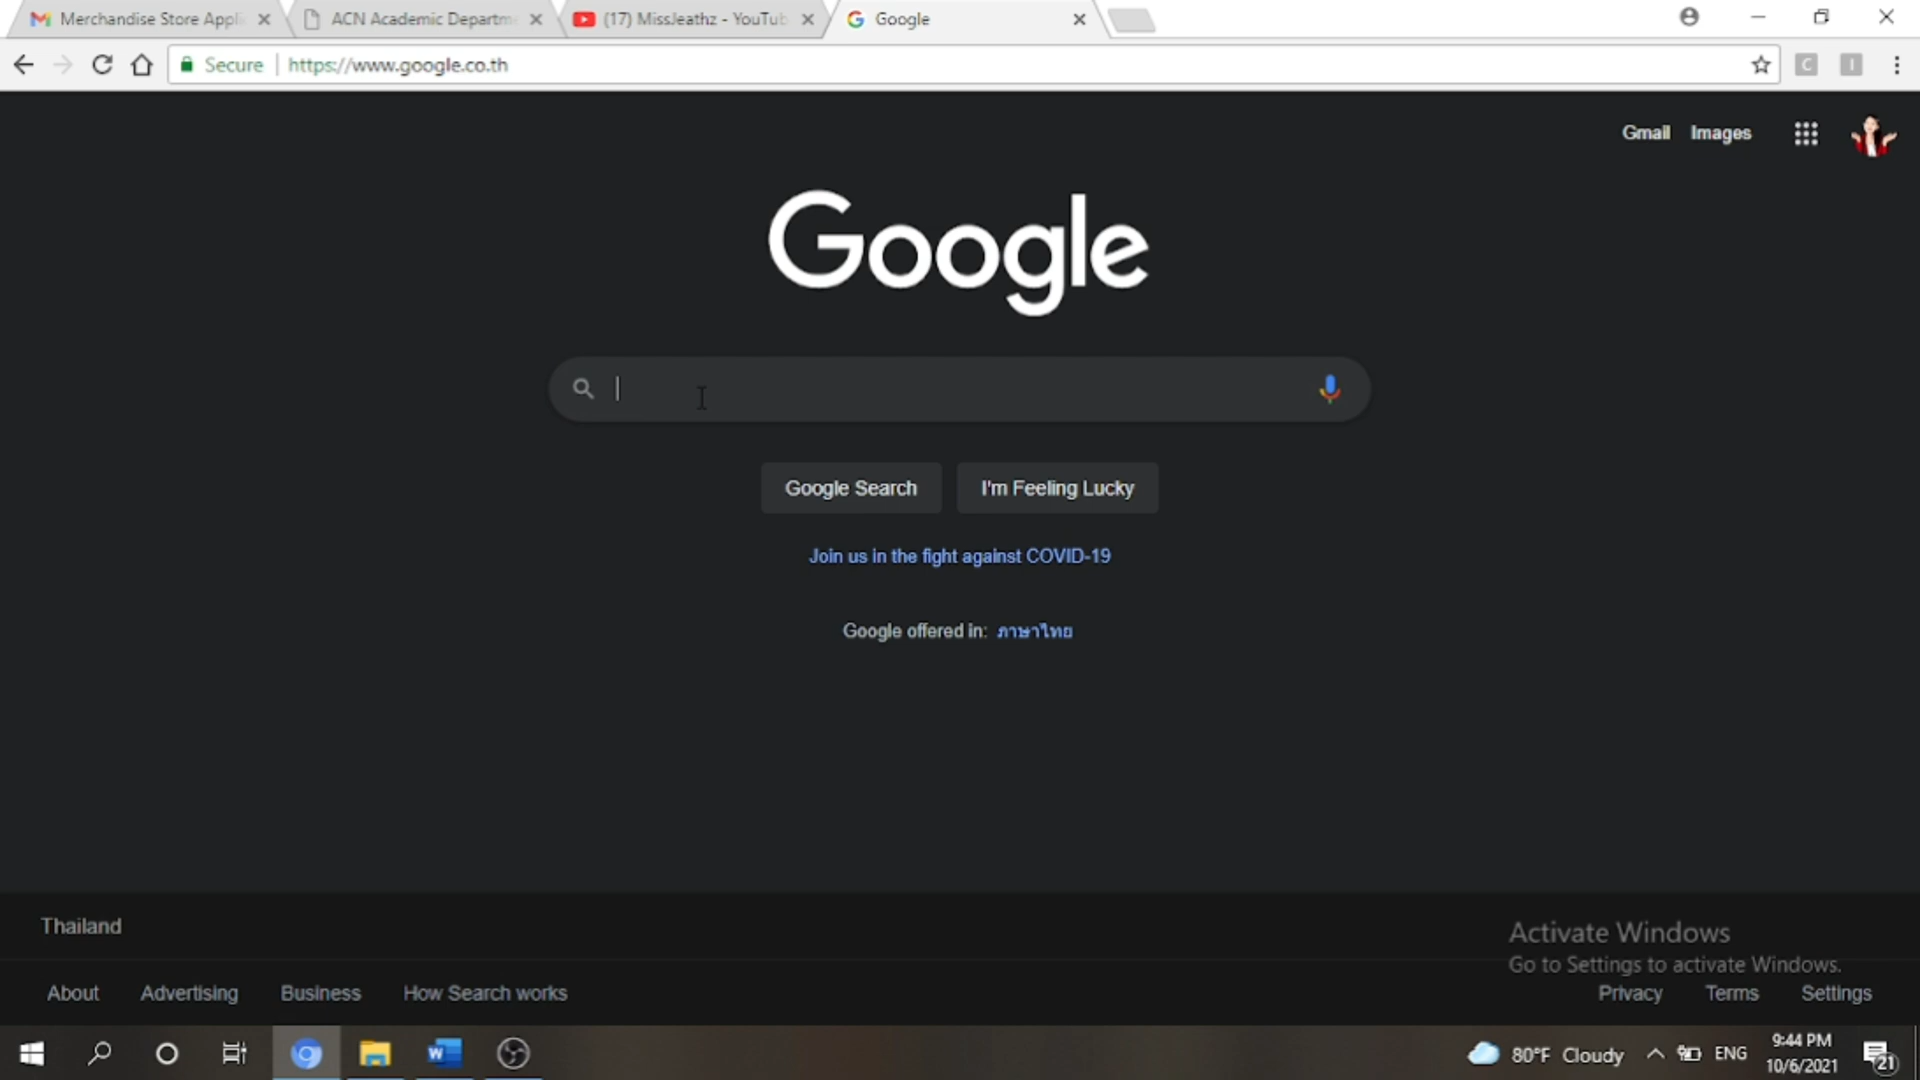 Merchandise Store Appli
ACN Academic Departme
(17) MissJeathz - YouTub
Google
Secure
https://www.google.co.th
C
I
Gmail
Images
Google
Google Search
I'm Feeling Lucky
Join us in the fight against COVID-19
Google offered in: ภาษาไทย
Thailand
Activate Windows
Go to Settings to activate Windows.
About
Advertising
Business
How Search works
Privacy
Terms
Settings
80°F Cloudy
ENG
9:44 PM
10/6/2021
21